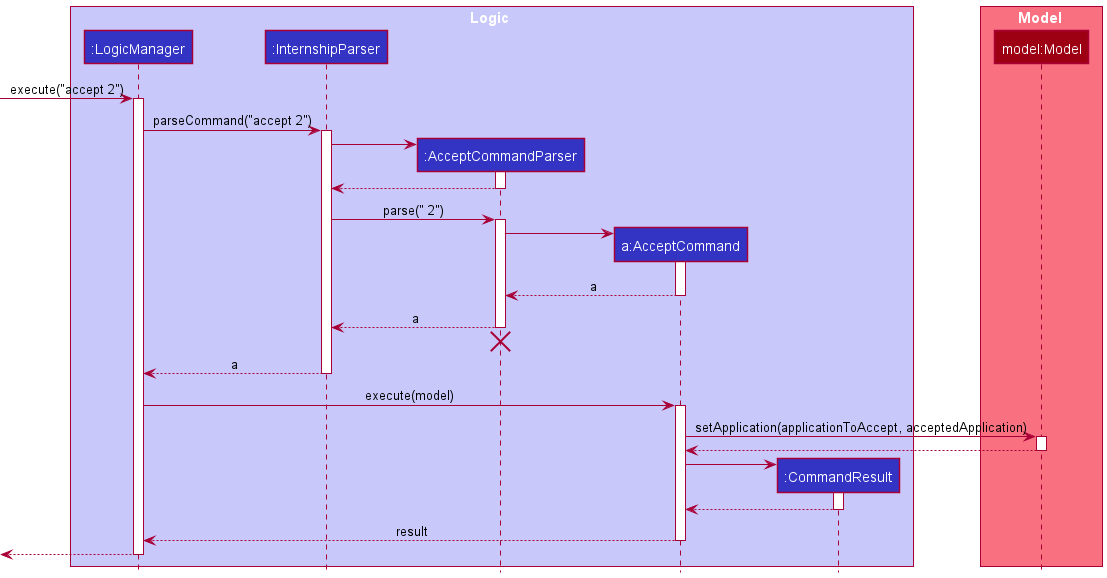 Logic
Model
:LogicManager
:InternshipParser
model:Model
execute("accept 2")
parseCommand("accept 2")
:AcceptCommandParser
parse(" 2")
a:AcceptCommand
a
a
a
execute(model)
setApplication(applicationToAccept, acceptedApplication)
:CommandResult
result